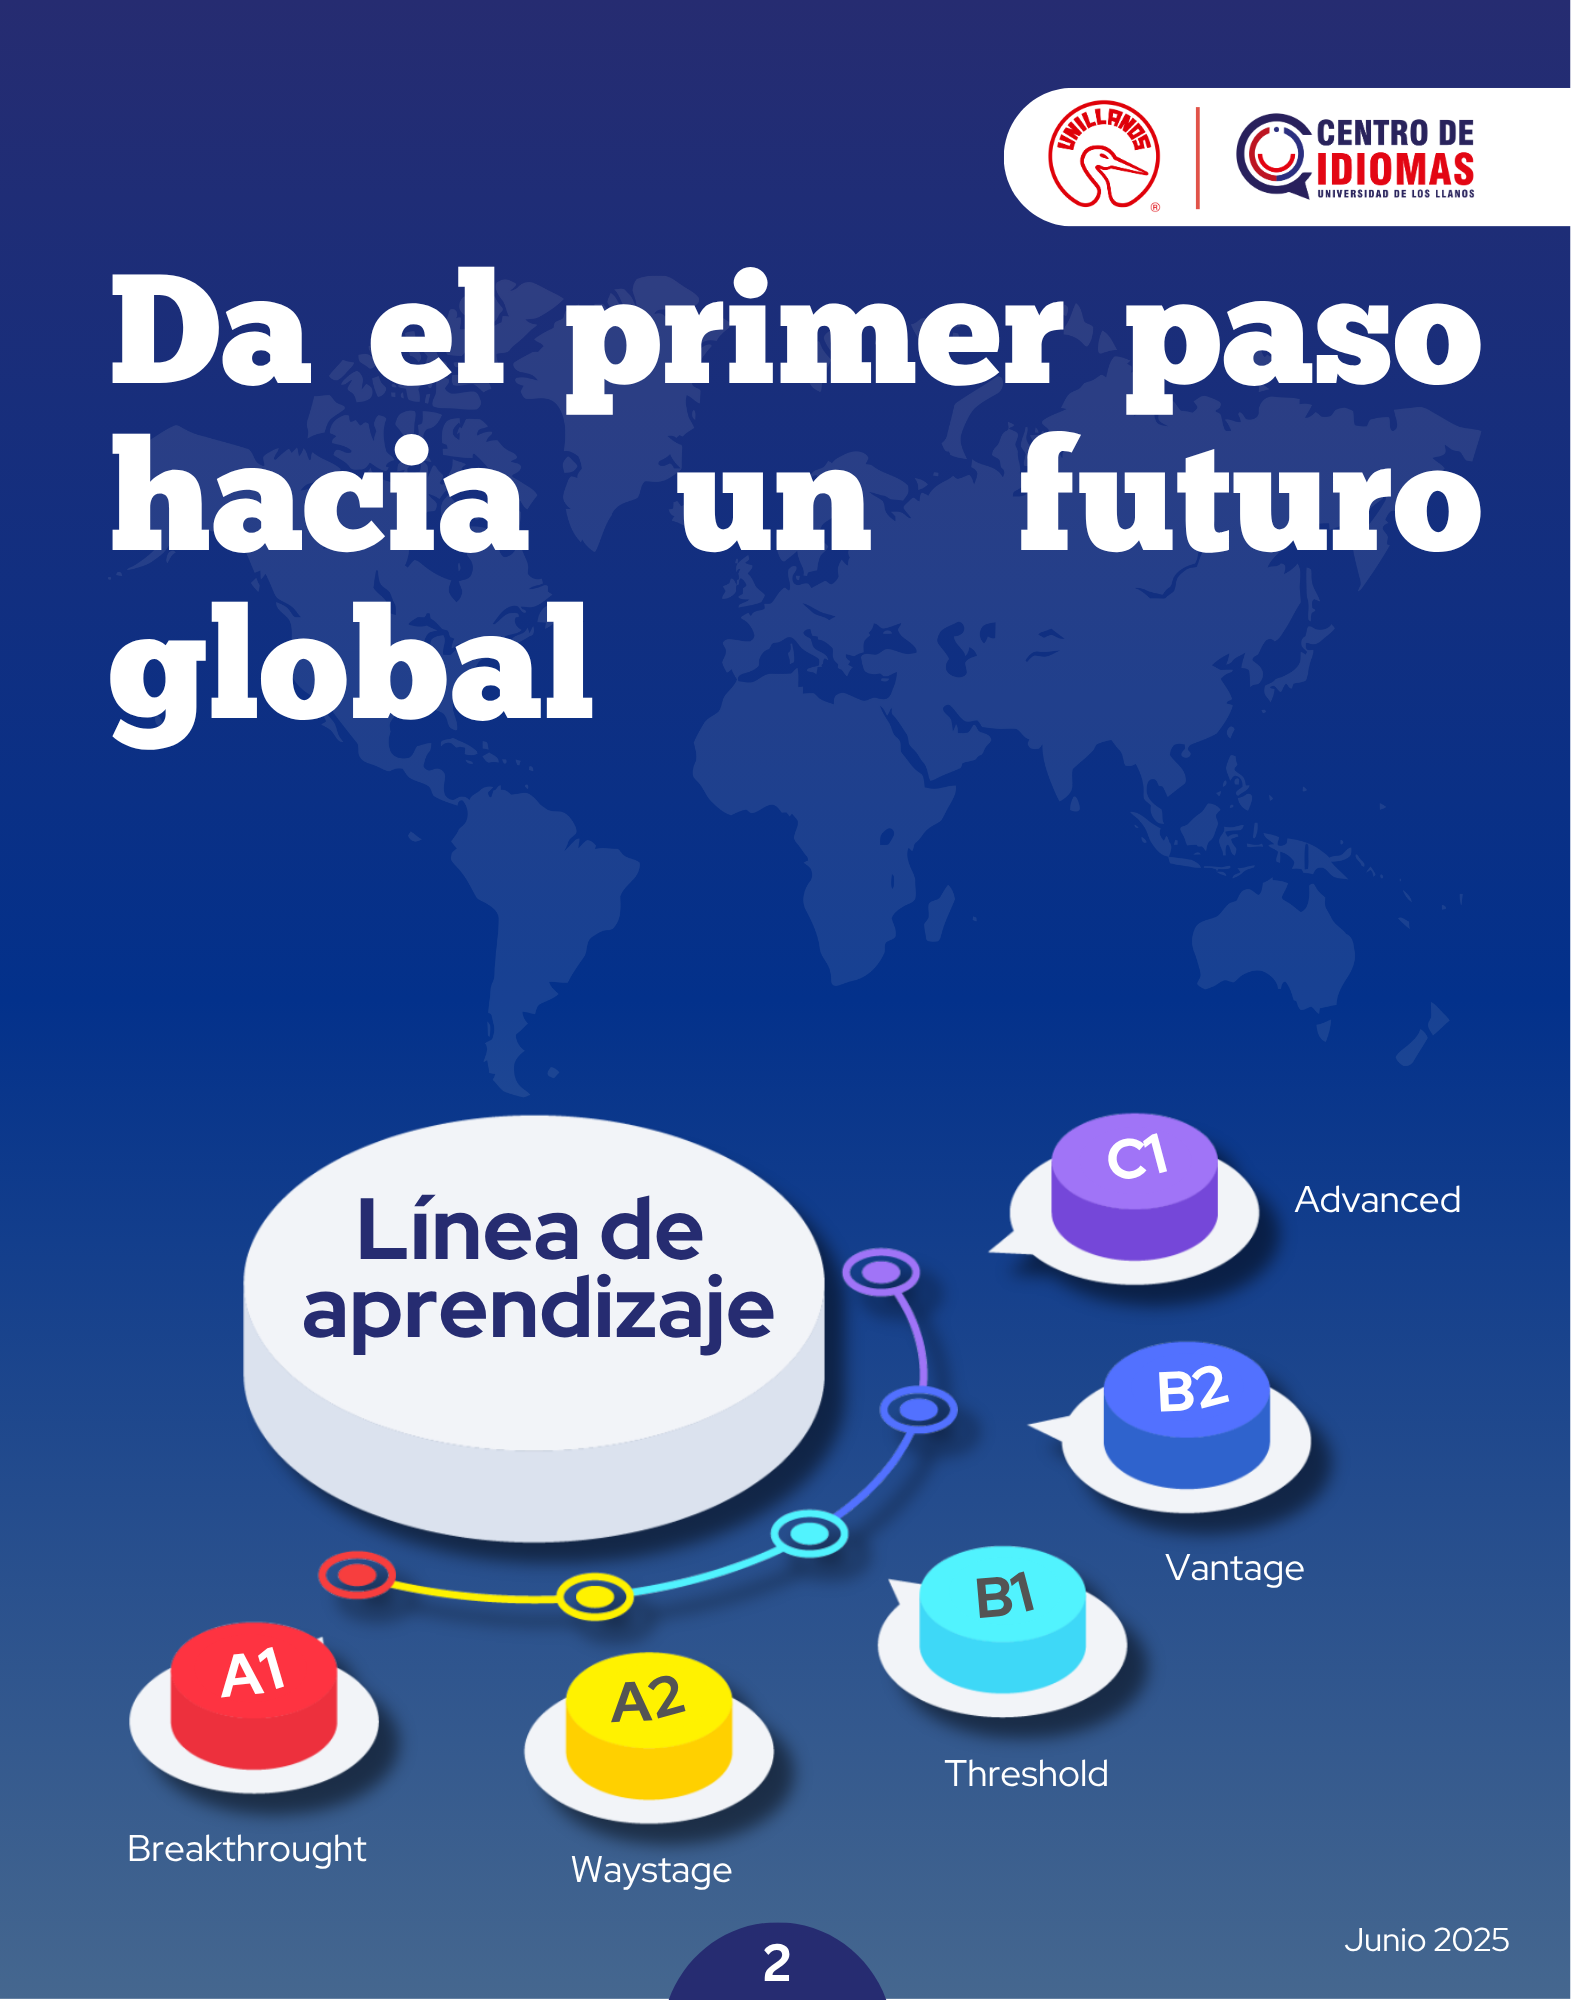 UNILLANOS
®
CENTRO DE
IDIOMAS
UNIVERSIDAD DE LOS LLANOS
Da el primer paso
hacia un futuro
global
Línea de
aprendizaje
C1
Advanced
B2
Vantage
B1
Threshold
A1
Breakthrought
A2
Waystage
Junio 2025
2